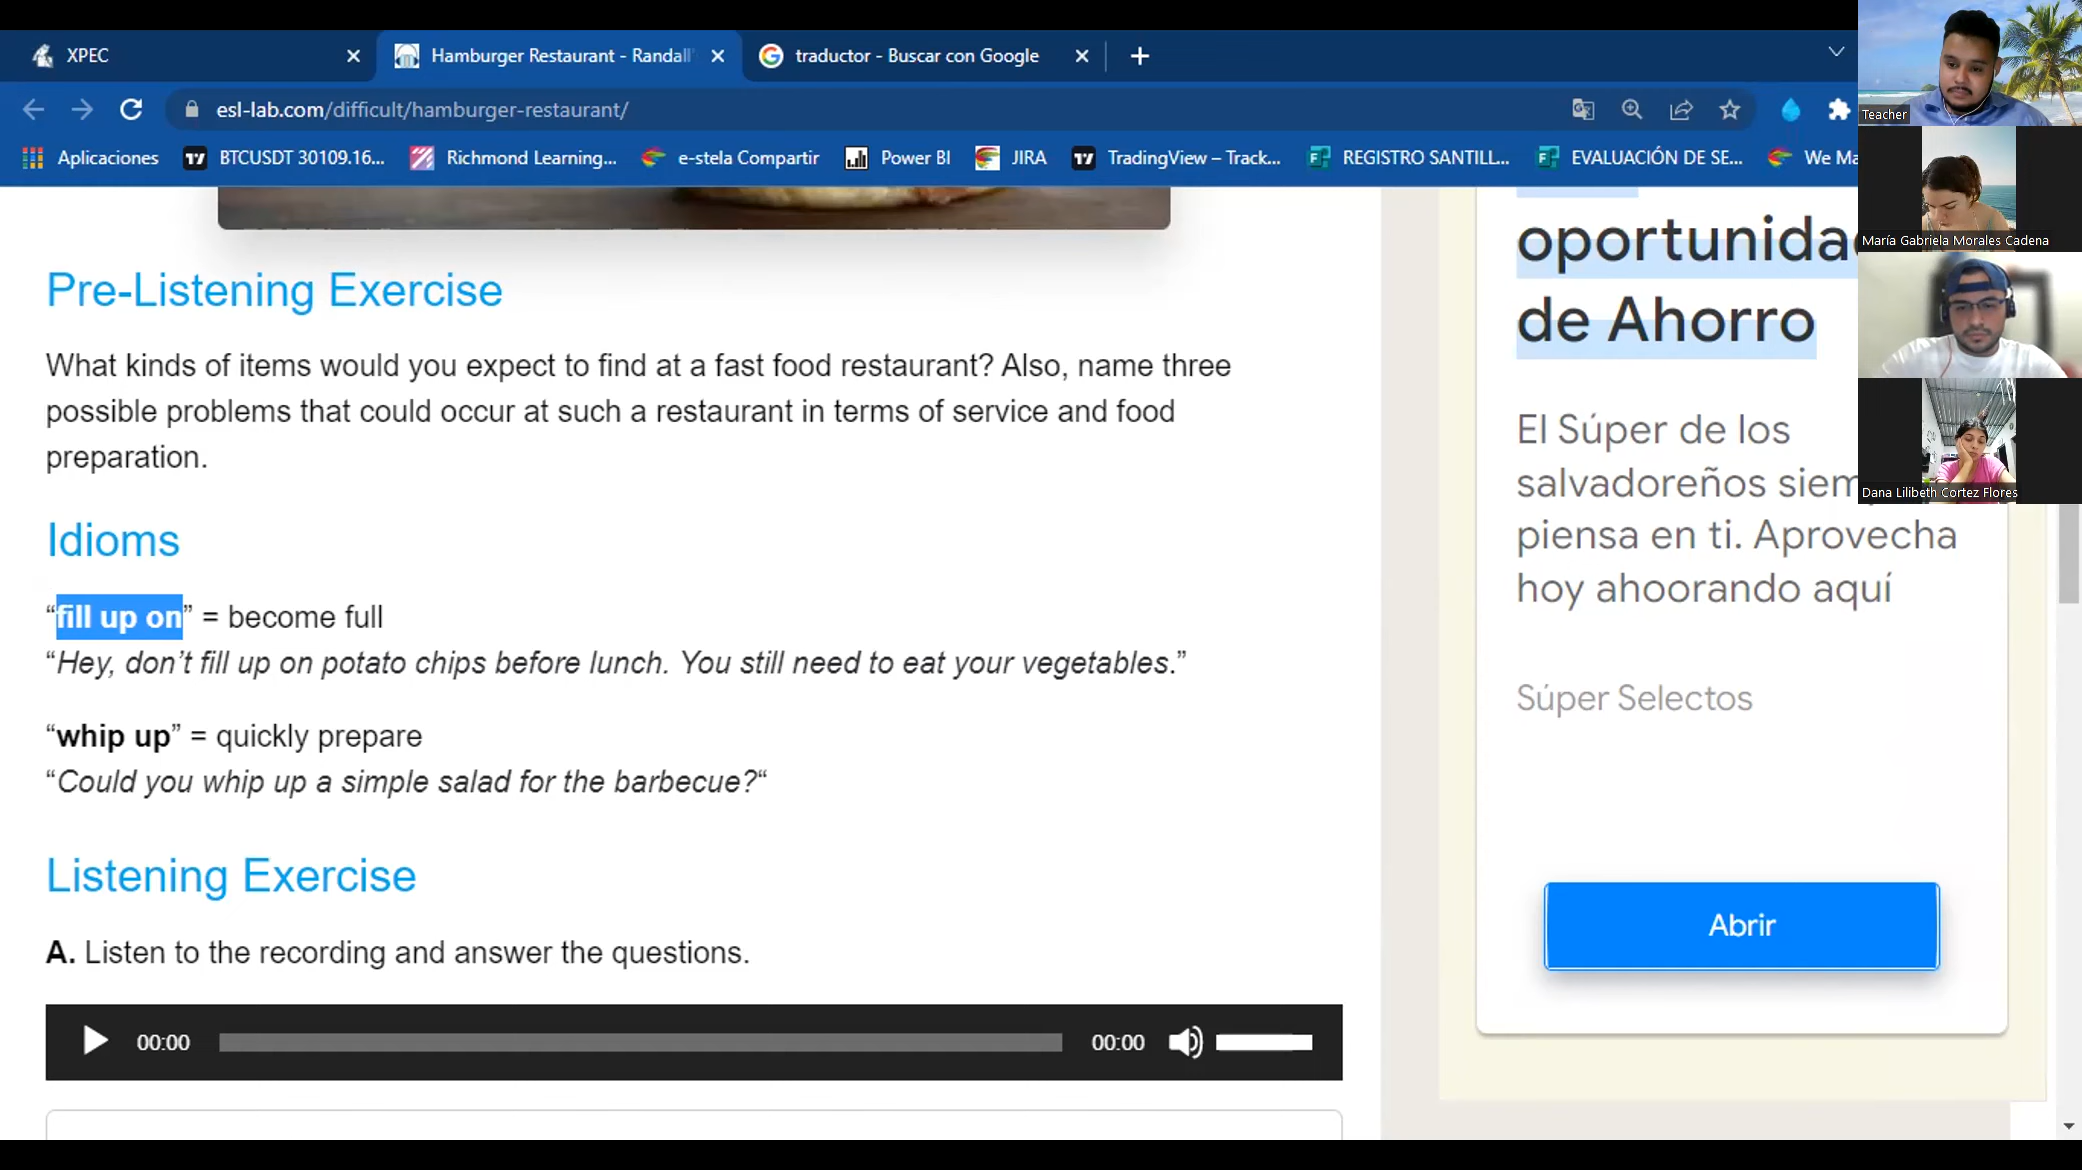 XPEC
Hamburger Restaurant - Randall'
traductor - Buscar con Google
esl-lab.com/difficult/hamburger-restaurant/
Aplicaciones
BTCUSDT 30109.16...
Richmond Learning...
e-stela Compartir
Power BI
JIRA
TradingView – Track...
REGISTRO SANTILL...
EVALUACIÓN DE SE...
We Ma
Teacher
María Gabriela Morales Cadena
Dana Lilibeth Cortez Flores
Pre-Listening Exercise
What kinds of items would you expect to find at a fast food restaurant? Also, name three
possible problems that could occur at such a restaurant in terms of service and food
preparation.
Idioms
“fill up on” = become full
“Hey, don’t fill up on potato chips before lunch. You still need to eat your vegetables.”
“whip up” = quickly prepare
“Could you whip up a simple salad for the barbecue?“
Listening Exercise
A. Listen to the recording and answer the questions.
00:00
00:00
oportunida
de Ahorro
El Súper de los
salvadoreños siem
piensa en ti. Aprovecha
hoy ahoorando aquí
Súper Selectos
Abrir